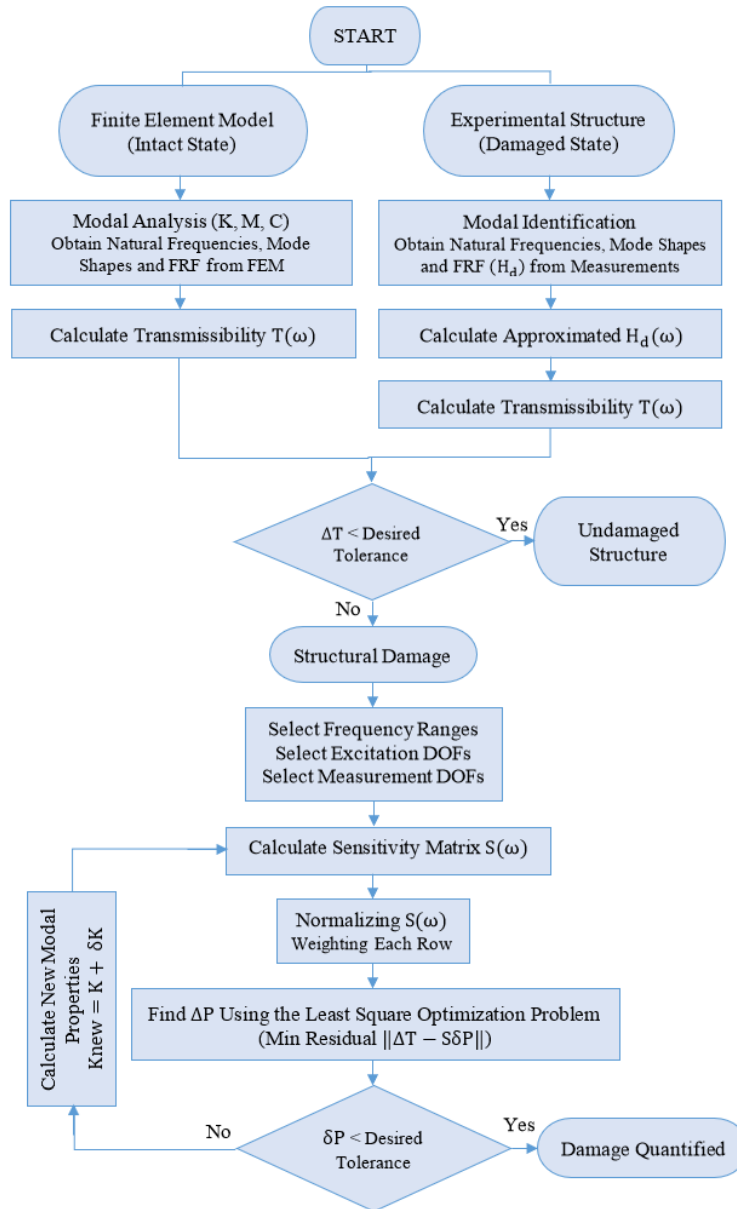 START
Finite Element Model
(Intact State)
Experimental Structure
(Damaged State)
Modal Analysis (K, M, C)
Obtain Natural Frequencies, Mode
Shapes and FRF from FEM
Modal Identification
Obtain Natural Frequencies, Mode Shapes
and FRF (H_d) from Measurements
Calculate Transmissibility T(ω)
Calculate Approximated H_d(ω)
Calculate Transmissibility T(ω)
ΔT < Desired
Tolerance
Yes
Undamaged
Structure
No
Structural Damage
Select Frequency Ranges
Select Excitation DOFs
Select Measurement DOFs
Calculate Sensitivity Matrix S(ω)
Normalizing S(ω)
Weighting Each Row
Calculate New Modal
Properties
Knew = K + δK
Find ΔP Using the Least Square Optimization Problem
(Min Residual ‖ΔT − SδP‖)
No
δP < Desired
Tolerance
Yes
Damage Quantified